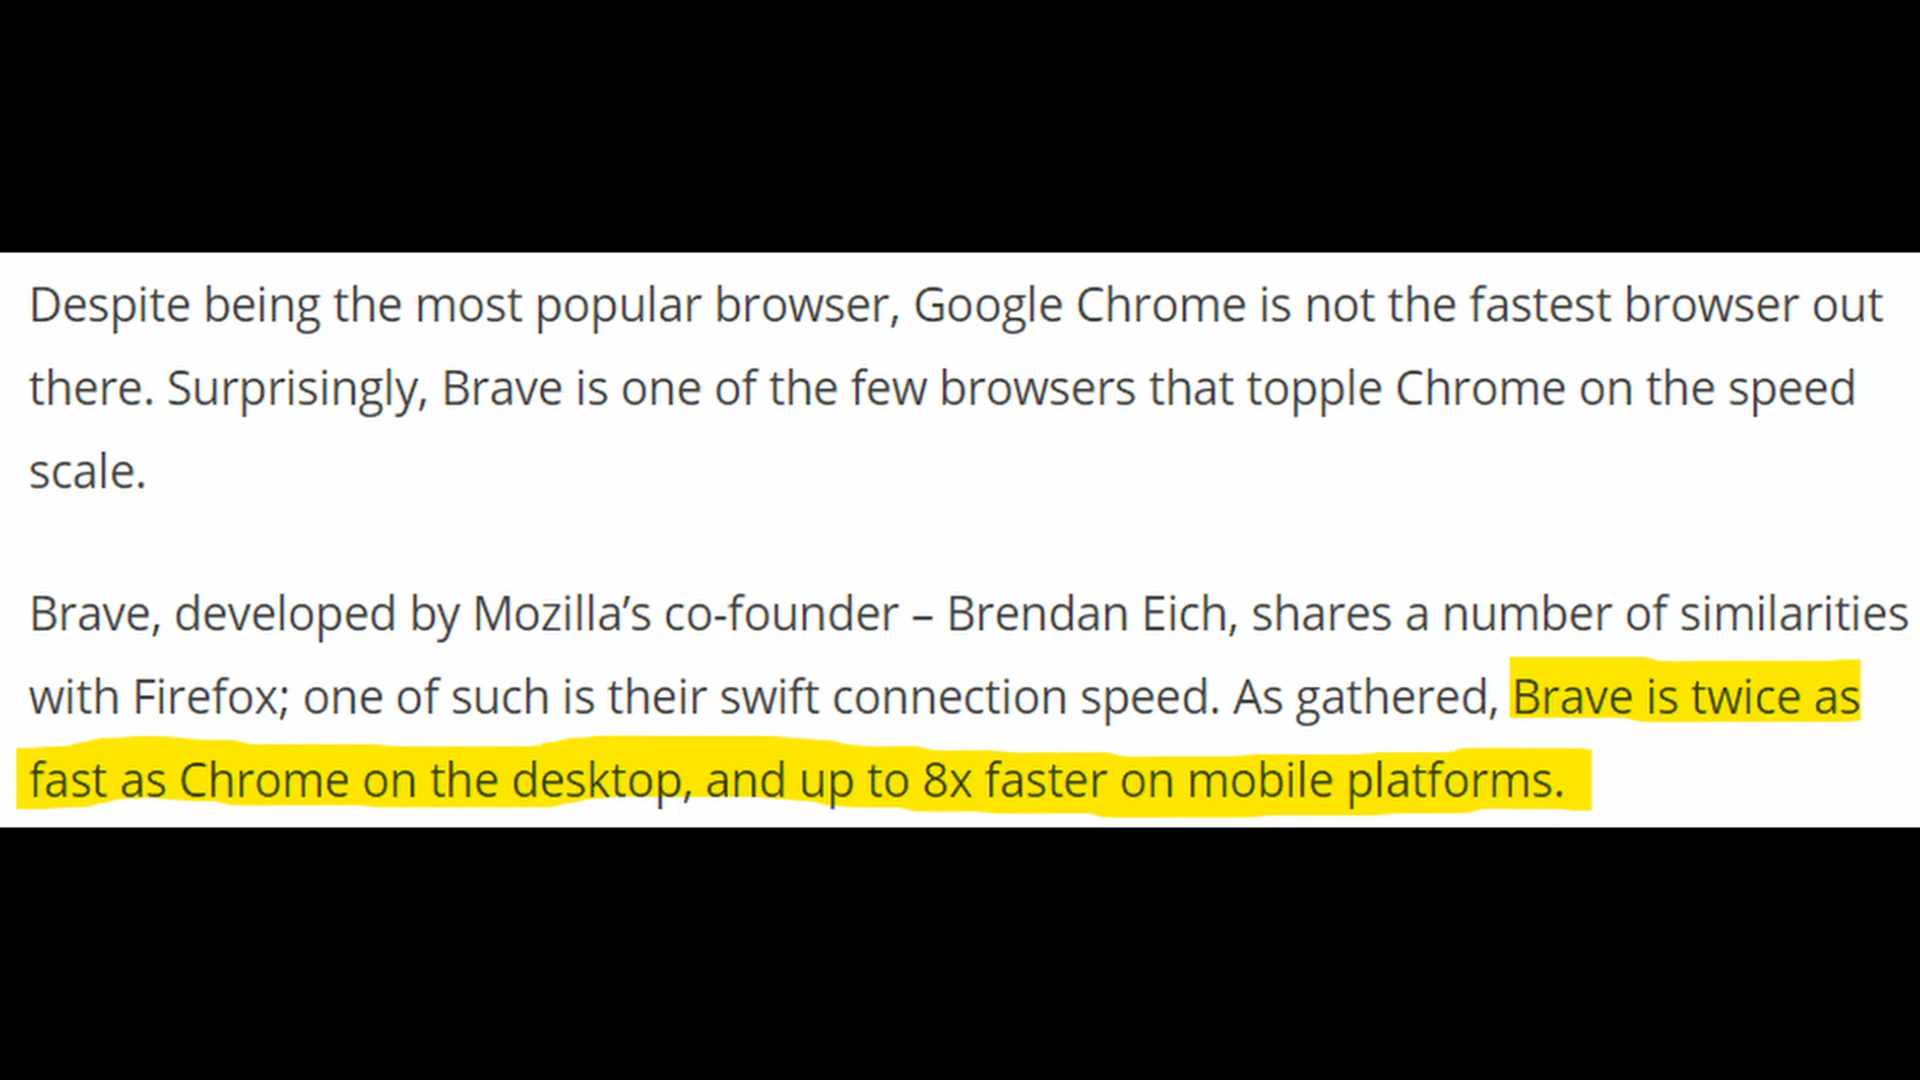 Despite being the most popular browser, Google Chrome is not the fastest browser out
there. Surprisingly, Brave is one of the few browsers that topple Chrome on the speed
scale.
Brave, developed by Mozilla’s co-founder – Brendan Eich, shares a number of similarities
with Firefox; one of such is their swift connection speed. As gathered, Brave is twice as
fast as Chrome on the desktop, and up to 8x faster on mobile platforms.